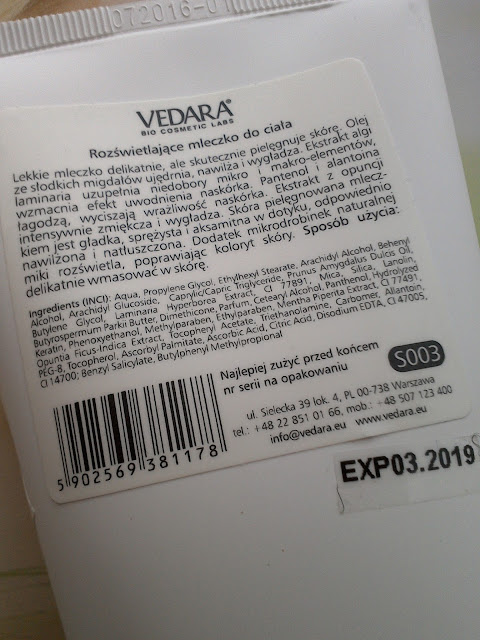 072016-01
VEDARA®
BIO COSMETIC LABS
Rozświetlające mleczko do ciała
Lekkie mleczko delikatnie, ale skutecznie pielęgnuje skórę. Olej
ze słodkich migdałów ujędrnia, nawilża i wygładza. Ekstrakt algi
laminaria uzupełnia niedobory mikro i makro-elementów,
wzmacnia efekt uwodnienia naskórka. Pantenol i alantoina
łagodzą, wyciszają wrażliwość naskórka. Ekstrakt z opuncji
intensywnie zmiękcza i wygładza. Skóra pielęgnowana mlecz-
kiem jest gładka, sprężysta i aksamitna w dotyku, odpowiednio
nawilżona i natłuszczona. Dodatek mikrodrobinek naturalnej
miki rozświetla, poprawiając koloryt skóry. Sposób użycia:
delikatnie wmasować w skórę.
Ingredients (INCI): Aqua, Propylene Glycol, Ethylhexyl Stearate, Arachidyl Alcohol, Behenyl
Alcohol, Arachidyl Glucoside, Caprylic/Capric Triglyceride, Prunus Amygdalus Dulcis Oil,
Butylene Glycol, Laminaria Hyperborea Extract, CI 77891, Mica, Silica, Lanolin,
Butyrospermum Parkii Butter, Dimethicone, Parfum, Cetearyl Alcohol, Panthenol, Hydrolyzed
Keratin, Phenoxyethanol, Methylparaben, Ethylparaben, Mentha Piperita Extract, CI 77491,
Opuntia Ficus-Indica Extract, Tocopheryl Acetate, Triethanolamine, Carbomer, Allantoin,
PEG-8, Tocopherol, Ascorbyl Palmitate, Ascorbic Acid, Citric Acid, Disodium EDTA, CI 47005,
CI 14700; Benzyl Salicylate, Butylphenyl Methylpropional
Najlepiej zużyć przed końcem
nr serii na opakowaniu
S003
ul. Sielecka 39 lok. 4, PL 00-738 Warszawa
tel.: +48 22 851 01 66, mob.: +48 507 123 400
info@vedara.eu www.vedara.eu
5 902569 381178
EXP03.2019